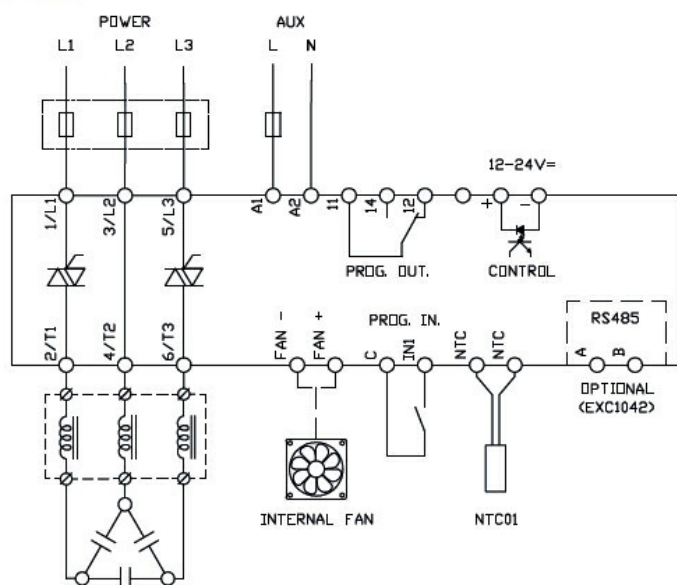 POWER AUX
L1 L2 L3 L N
12-24V=
1/L1 3/L2 5/L3 A1 A2 11 14 12 + -
PROG. OUT. CONTROL
PROG. IN. RS485
2/T1 4/T2 6/T3 FAN - FAN + C IN1 NTC NTC A B
OPTIONAL
(EXC1042)
INTERNAL FAN NTC01